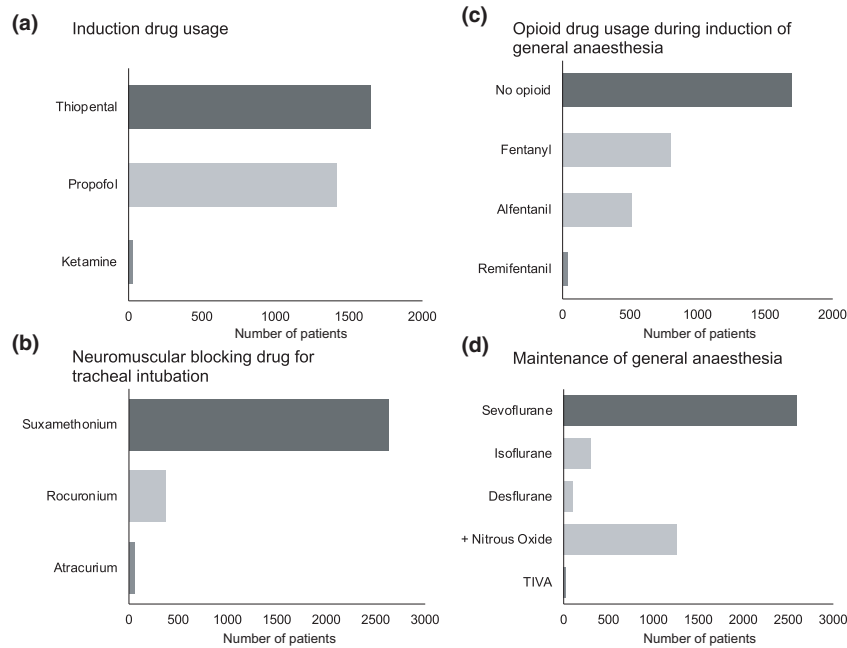 (a)
Induction drug usage
Thiopental
Propofol
Ketamine
0 500 1000 1500 2000
Number of patients
(b)
Neuromuscular blocking drug for
tracheal intubation
Suxamethonium
Rocuronium
Atracurium
0 500 1000 1500 2000 2500 3000
Number of patients
(c)
Opioid drug usage during induction of
general anaesthesia
No opioid
Fentanyl
Alfentanil
Remifentanil
0 500 1000 1500 2000
Number of patients
(d)
Maintenance of general anaesthesia
Sevoflurane
Isoflurane
Desflurane
+ Nitrous Oxide
TIVA
0 500 1000 1500 2000 2500 3000
Number of patients